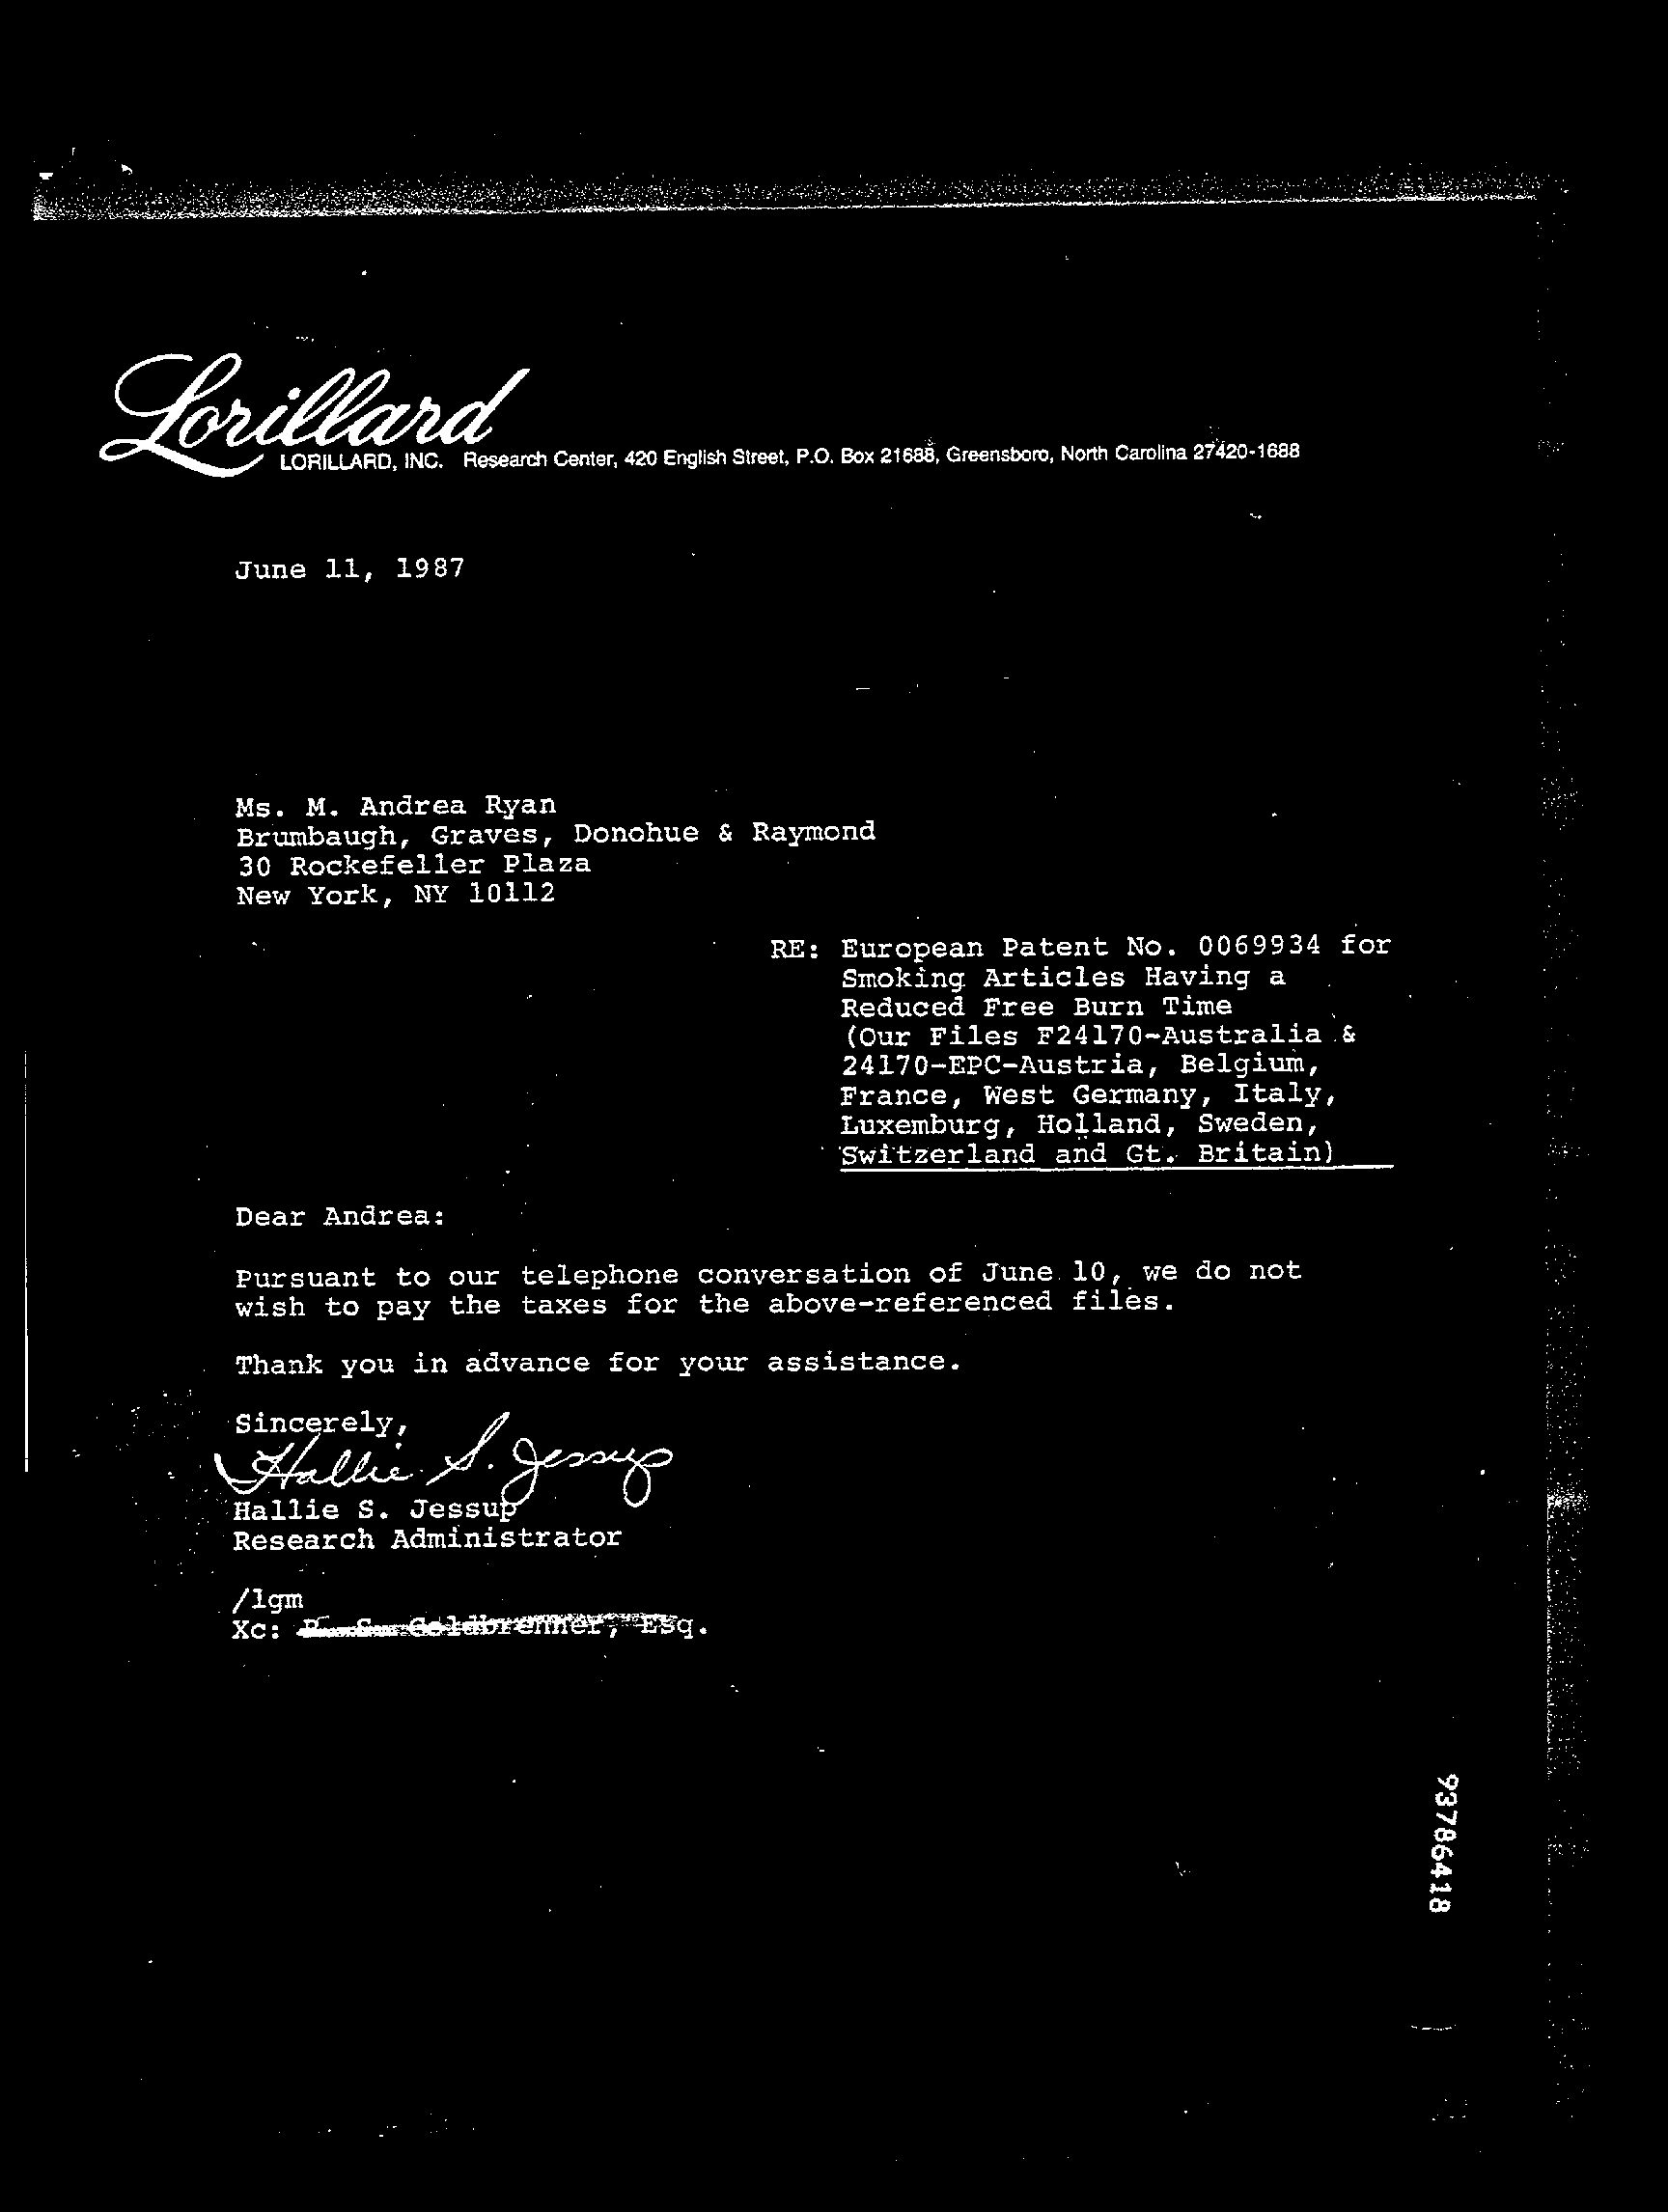 Lorillard
LORILLARD, INC. Research Center, 420 English Street, P.O. Box 21688, Greensboro, North Carolina 27420-1688
June 11, 1987
Ms. M. Andrea Ryan
Brumbaugh, Graves, Donohue & Raymond
30 Rockefeller Plaza
New York, NY 10112
RE: European Patent No. 0069934 for
Smoking Articles Having a
Reduced Free Burn Time
(Our Files F24170-Australia &
24170-EPC-Austria, Belgium,
France, West Germany, Italy,
Luxemburg, Holland, Sweden,
Switzerland and Gt. Britain)
Dear Andrea:
Pursuant to our telephone conversation of June 10, we do not
wish to pay the taxes for the above-referenced files.
Thank you in advance for your assistance.
Sincerely,
Hallie S. Jessup
Hallie S. Jessup
Research Administrator
/lgm
Xc: Goldbrenner, Esq.
93786418